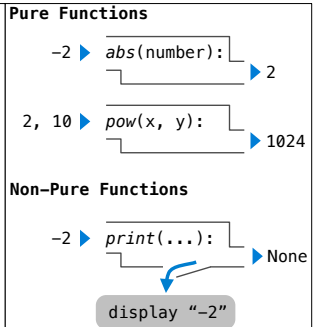 Pure Functions
-2 abs(number):
2
2, 10 pow(x, y):
1024
Non-Pure Functions
-2 print(...):
None
display “-2”